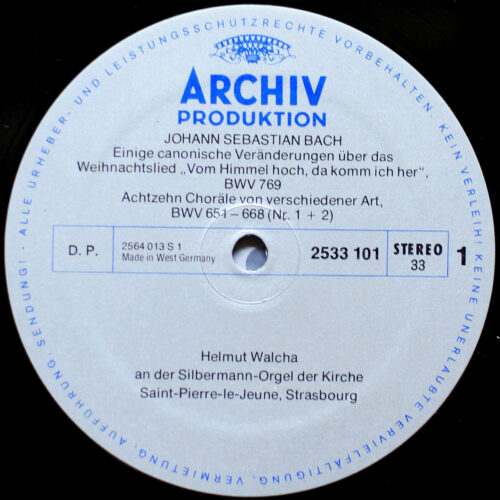 ALLE URHEBER- UND LEISTUNGSSCHUTZRECHTE VORBEHALTEN. KEIN VERLEIH! KEINE UNERLAUBTE VERVIELFÄLTIGUNG, VERMIETUNG, AUFFÜHRUNG, SENDUNG!
ARCHIV
PRODUKTION
JOHANN SEBASTIAN BACH
Einige canonische Veränderungen über das
Weihnachtslied „Vom Himmel hoch, da komm ich her“,
BWV 769
Achtzehn Choräle von verschiedener Art,
BWV 651–668 (Nr. 1 + 2)
D. P.
2564 013 S 1
Made in West Germany
2533 101
STEREO
33
1
Helmut Walcha
an der Silbermann-Orgel der Kirche
Saint-Pierre-le-Jeune, Strasbourg